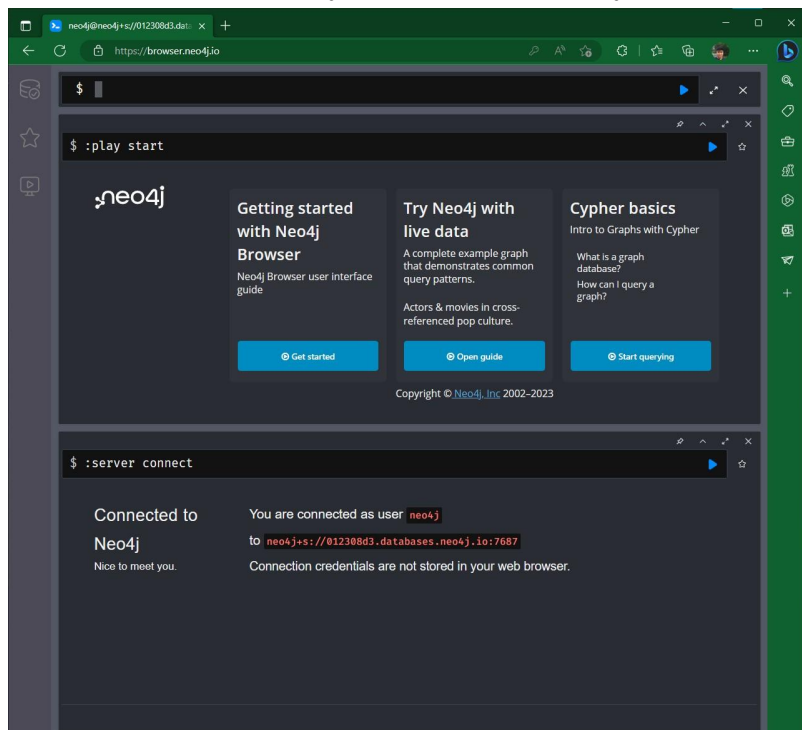 neo4j@neo4j+s://012308d3.data
https://browser.neo4j.io
$
$ :play start
neo4j
Getting started
with Neo4j
Browser
Neo4j Browser user interface
guide
Get started
Try Neo4j with
live data
A complete example graph
that demonstrates common
query patterns.
Actors & movies in cross-
referenced pop culture.
Open guide
Cypher basics
Intro to Graphs with Cypher
What is a graph
database?
How can I query a
graph?
Start querying
Copyright © Neo4j, Inc 2002–2023
$ :server connect
Connected to
Neo4j
Nice to meet you.
You are connected as user neo4j
to neo4j+s://012308d3.databases.neo4j.io:7687
Connection credentials are not stored in your web browser.